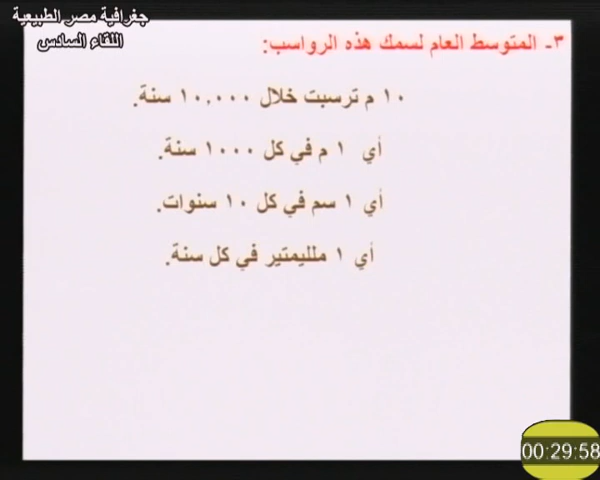 جغرافية مصر الطبيعية
اللقاء السادس
٣- المتوسط العام لسمك هذه الرواسب:
١٠ م ترسبت خلال ١٠,٠٠٠ سنة.
أي ١ م في كل ١٠٠٠ سنة.
أي ١ سم في كل ١٠ سنوات.
أي ١ ملليمتير في كل سنة.
00:29:58